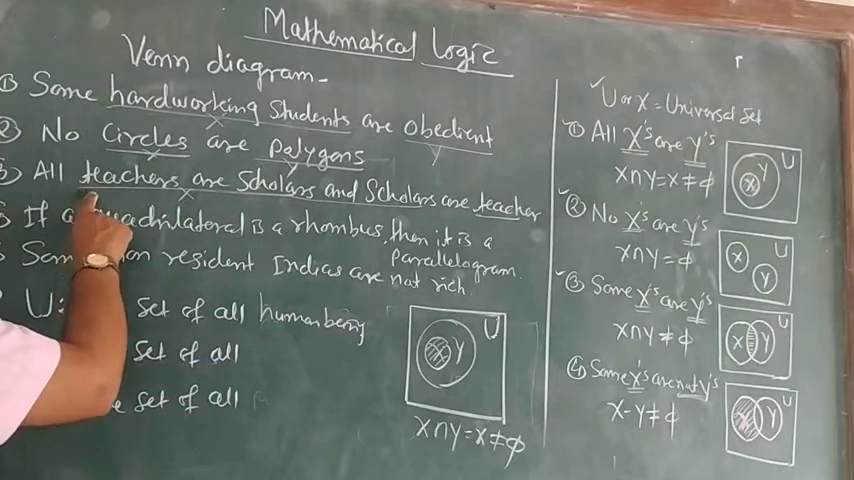 Mathematical Logic
Venn diagram-
① Some hardworking Students are obedient
X Y
② No Circles are polygons
X Y
③ All teachers are Scholars and Scholars are teacher
X
If a quadrilateral is a rhombus, then it is a
parallelogram.
resident Indias are not rich.
U: set of all humanbeing
set of all
set of all
X Y U
X∩Y=X≠ϕ
U or X = Universal Set
① All X's are Y's
X∩Y=X≠ϕ
X Y U
② No X's are Y's
X∩Y=ϕ
X Y U
③ Some X's are Y's
X∩Y≠ϕ
X Y U
④ Some X's are not Y's
X-Y≠ϕ
X Y U